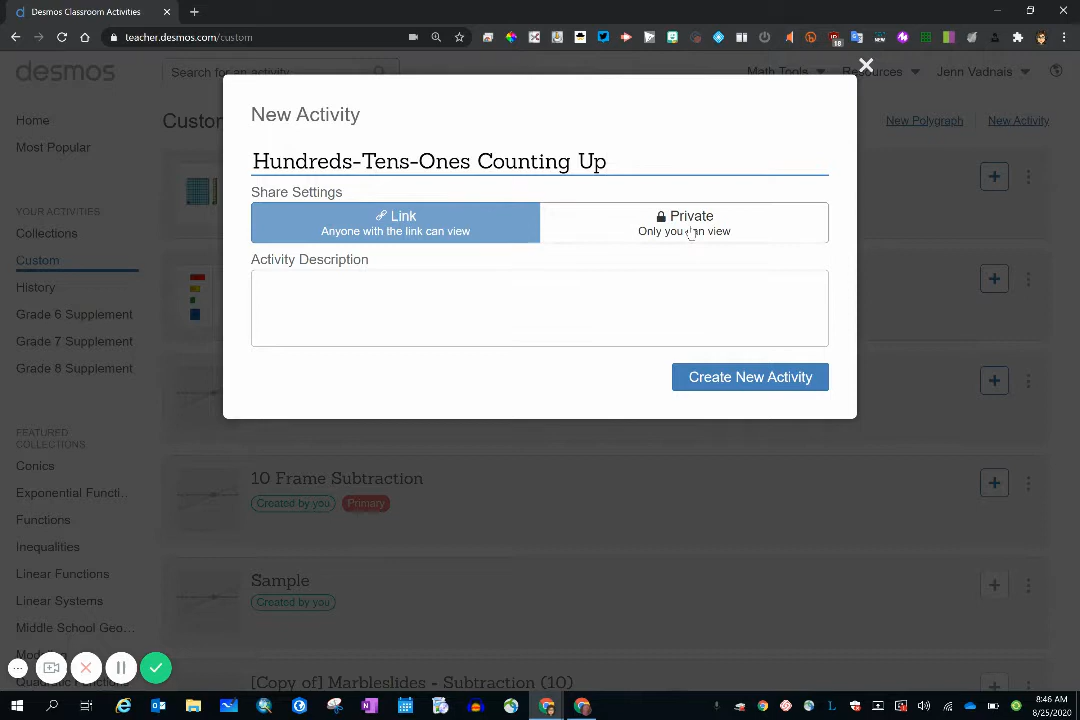 Desmos Classroom Activities
teacher.desmos.com/custom
18
desmos
Search for an activity
Math Tools
Resources
Jenn Vadnais
Home
Most Popular
YOUR ACTIVITIES
Collections
Custom
History
Grade 6 Supplement
Grade 7 Supplement
Grade 8 Supplement
FEATURED
COLLECTIONS
Conics
Exponential Functi..
Functions
Inequalities
Linear Functions
Linear Systems
Middle School Geo...
New Polygraph
New Activity
New Activity
Hundreds-Tens-Ones Counting Up
Share Settings
Link
Anyone with the link can view
Private
Only you can view
Activity Description
Create New Activity
10 Frame Subtraction
Created by you
Primary
Sample
Created by you
[Copy of] Marbleslides - Subtraction (10)
8:46 AM
8/25/2020